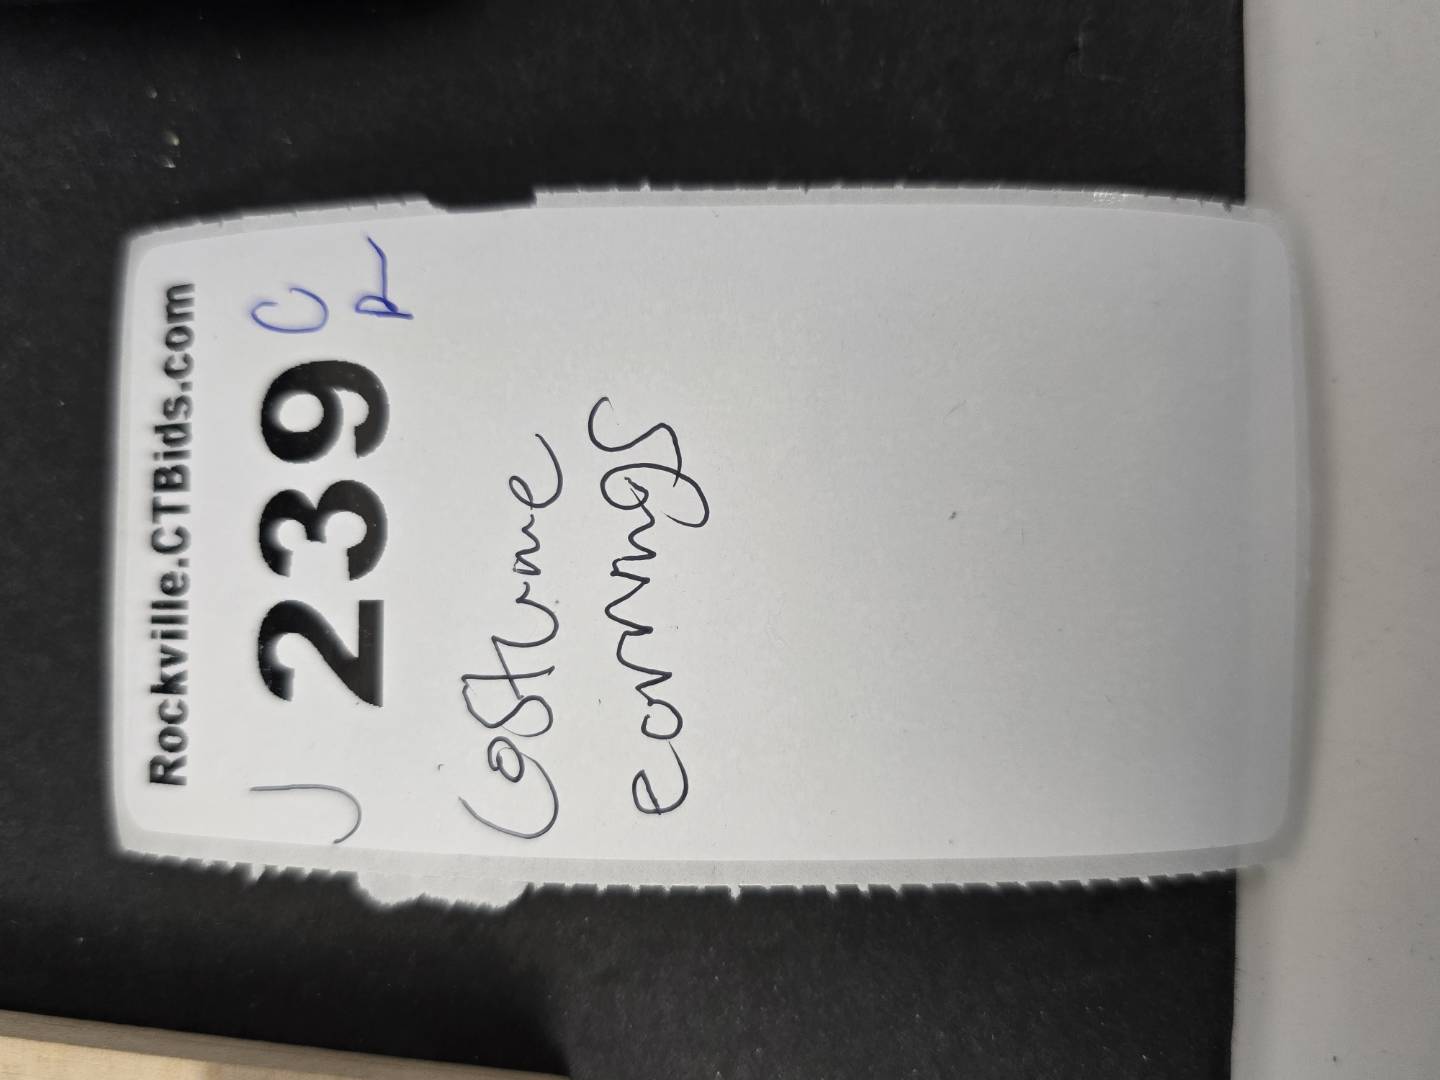 Rockville.CTBids.com
J 239 C
Costume
earrings